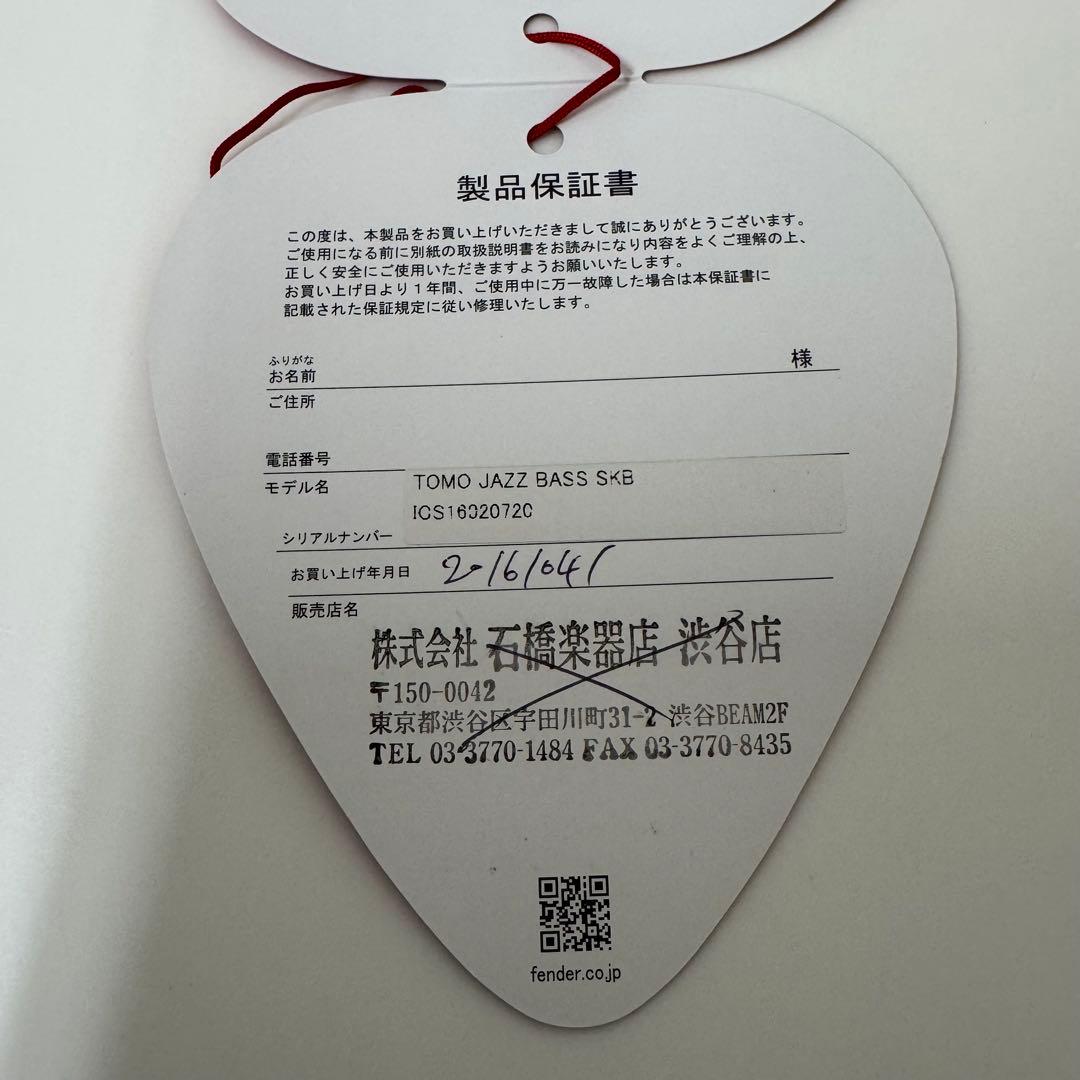 製品保証書
この度は、本製品をお買い上げいただきまして誠にありがとうございます。
ご使用になる前に別紙の取扱説明書をお読みになり内容をよくご理解の上、
正しく安全にご使用いただきますようお願いいたします。
お買い上げ日より1年間、ご使用中に万一故障した場合は本保証書に
記載された保証規定に従い修理いたします。
ふりがな
お名前 様
ご住所
電話番号
モデル名 TOMO JAZZ BASS SKB
ICS16020720
シリアルナンバー
お買い上げ年月日 2016/04/
販売店名
株式会社 石橋楽器店 渋谷店
〒150-0042
東京都渋谷区宇田川町31-2 渋谷BEAM2F
TEL 03-3770-1484 FAX 03-3770-8435
fender.co.jp